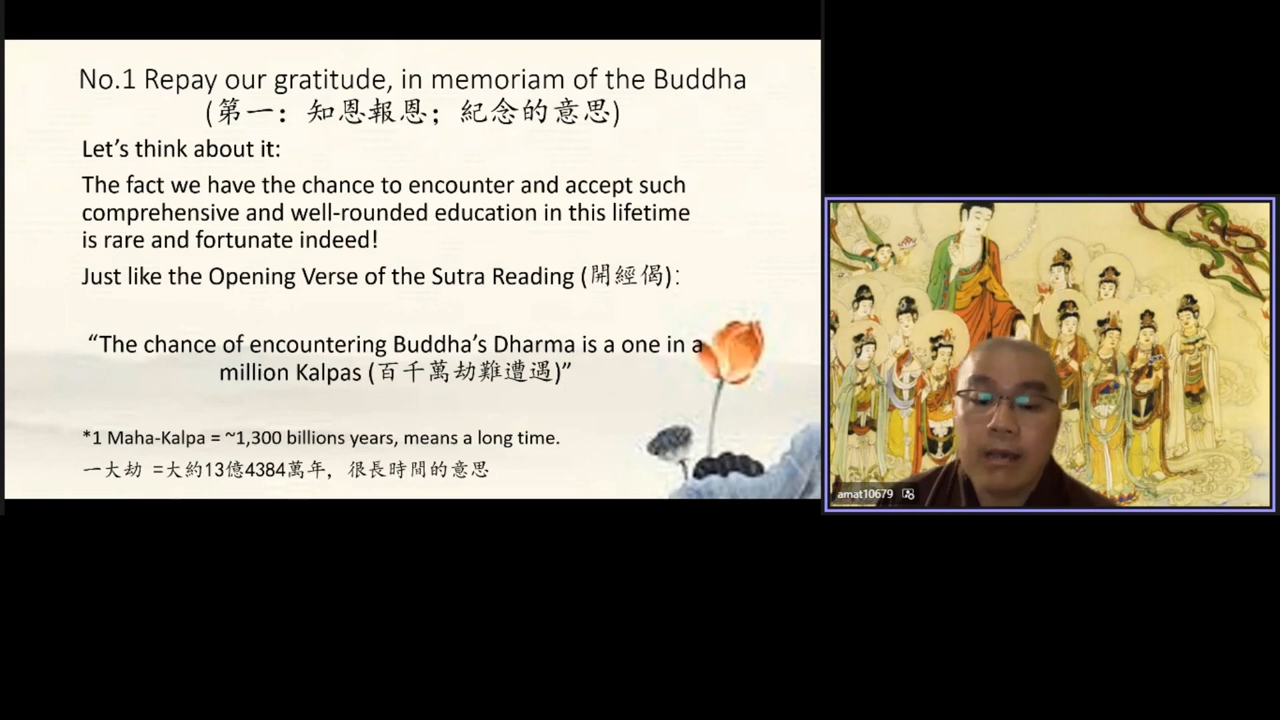 No.1 Repay our gratitude, in memoriam of the Buddha
(第一：知恩報恩；紀念的意思)
Let's think about it:
The fact we have the chance to encounter and accept such
comprehensive and well-rounded education in this lifetime
is rare and fortunate indeed!
Just like the Opening Verse of the Sutra Reading (開經偈):
“The chance of encountering Buddha's Dharma is a one in a
million Kalpas (百千萬劫難遭遇)”
*1 Maha-Kalpa = ~1,300 billions years, means a long time.
一大劫 =大約13億4384萬年，很長時間的意思
amat10679